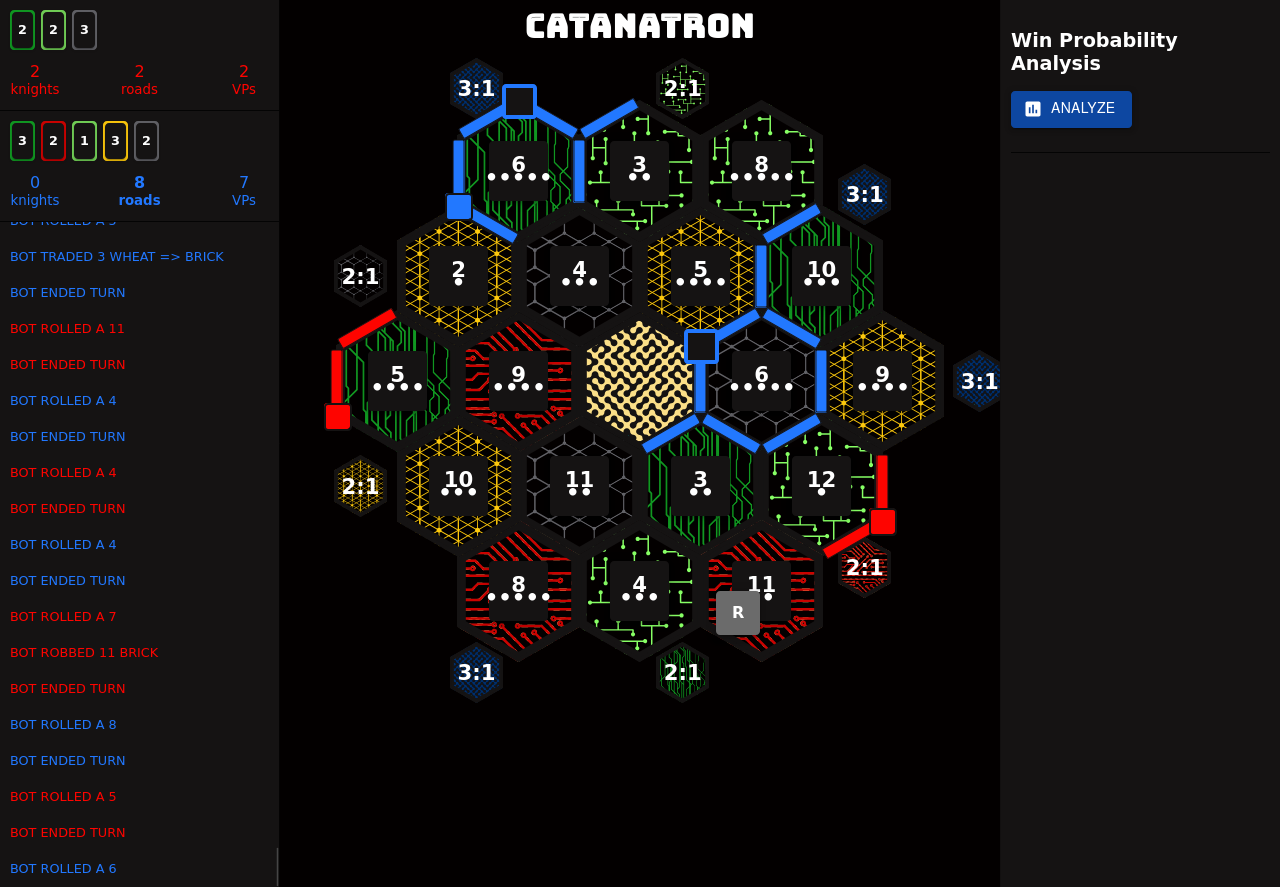 2 2 3
2 2 2
knights roads VPs
3 2 1 3 2
0 8 7
knights roads VPs
BOT TRADED 3 WHEAT => BRICK
BOT ENDED TURN
BOT ROLLED A 11
BOT ENDED TURN
BOT ROLLED A 4
BOT ENDED TURN
BOT ROLLED A 4
BOT ENDED TURN
BOT ROLLED A 4
BOT ENDED TURN
BOT ROLLED A 7
BOT ROBBED 11 BRICK
BOT ENDED TURN
BOT ROLLED A 8
BOT ENDED TURN
BOT ROLLED A 5
BOT ENDED TURN
BOT ROLLED A 6
CATANATRON
3:1 2:1
6 3 8
3:1
2:1 2 4 5 10
5 9 6 9 3:1
2:1 10 11 3 12
2:1
8 4 11
R
3:1 2:1
Win Probability
Analysis
ANALYZE